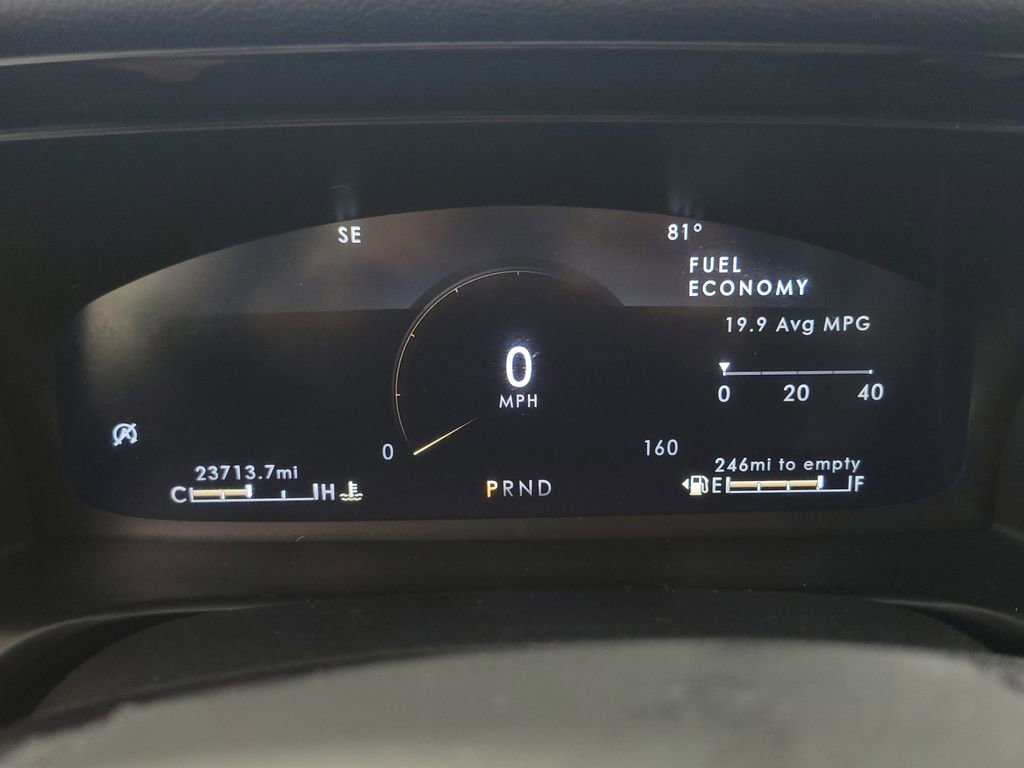 SE
81°
FUEL
ECONOMY
19.9 Avg MPG
0 20 40
0
MPH
0
160
23713.7mi
C H
PRND
246mi to empty
E F